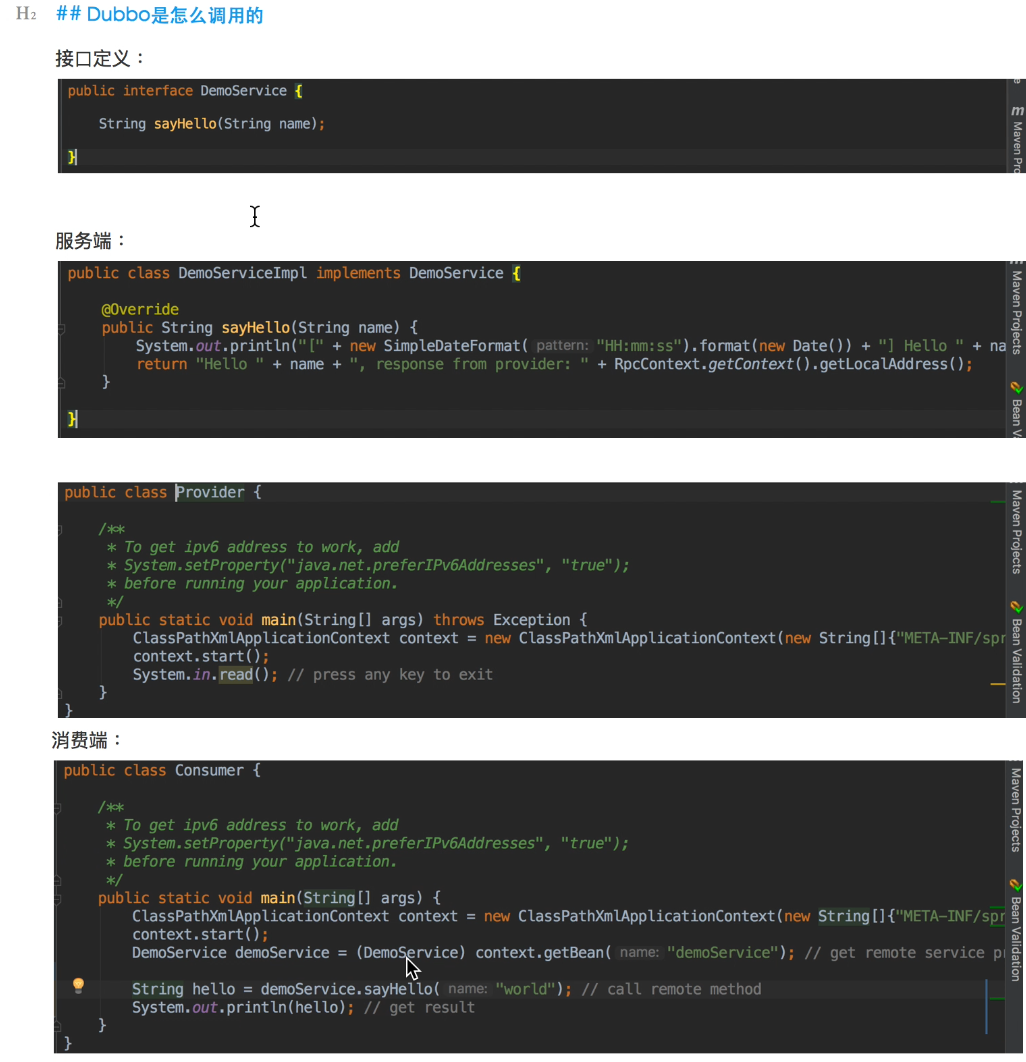 H2 ## Dubbo是怎么调用的
接口定义：
public interface DemoService {
String sayHello(String name);
}
Maven
服务端：
public class DemoServiceImpl implements DemoService {
@Override
public String sayHello(String name) {
System.out.println("[" + new SimpleDateFormat( pattern: "HH:mm:ss").format(new Date()) + "] Hello " +
return "Hello " + name + ", response from provider: " + RpcContext.getContext().getLocalAddress();
}
}
Maven Projects
Bean
public class Provider {
/**
* To get ipv6 address to work, add
* System.setProperty("java.net.preferIPv6Addresses", "true");
* before running your application.
*/
public static void main(String[] args) throws Exception {
ClassPathXmlApplicationContext context = new ClassPathXmlApplicationContext(new String[]{"META-INF/spr
context.start();
System.in.read(); // press any key to exit
}
}
Maven Projects
Bean Validation
消费端：
public class Consumer {
/**
* To get ipv6 address to work, add
* System.setProperty("java.net.preferIPv6Addresses", "true");
* before running your application.
*/
public static void main(String[] args) {
ClassPathXmlApplicationContext context = new ClassPathXmlApplicationContext(new String[]{"META-INF/spr
context.start();
DemoService demoService = (DemoService) context.getBean( name: "demoService"); // get remote service
String hello = demoService.sayHello( name: "world"); // call remote method
System.out.println(hello); // get result
}
}
Maven Projects
Bean Validation